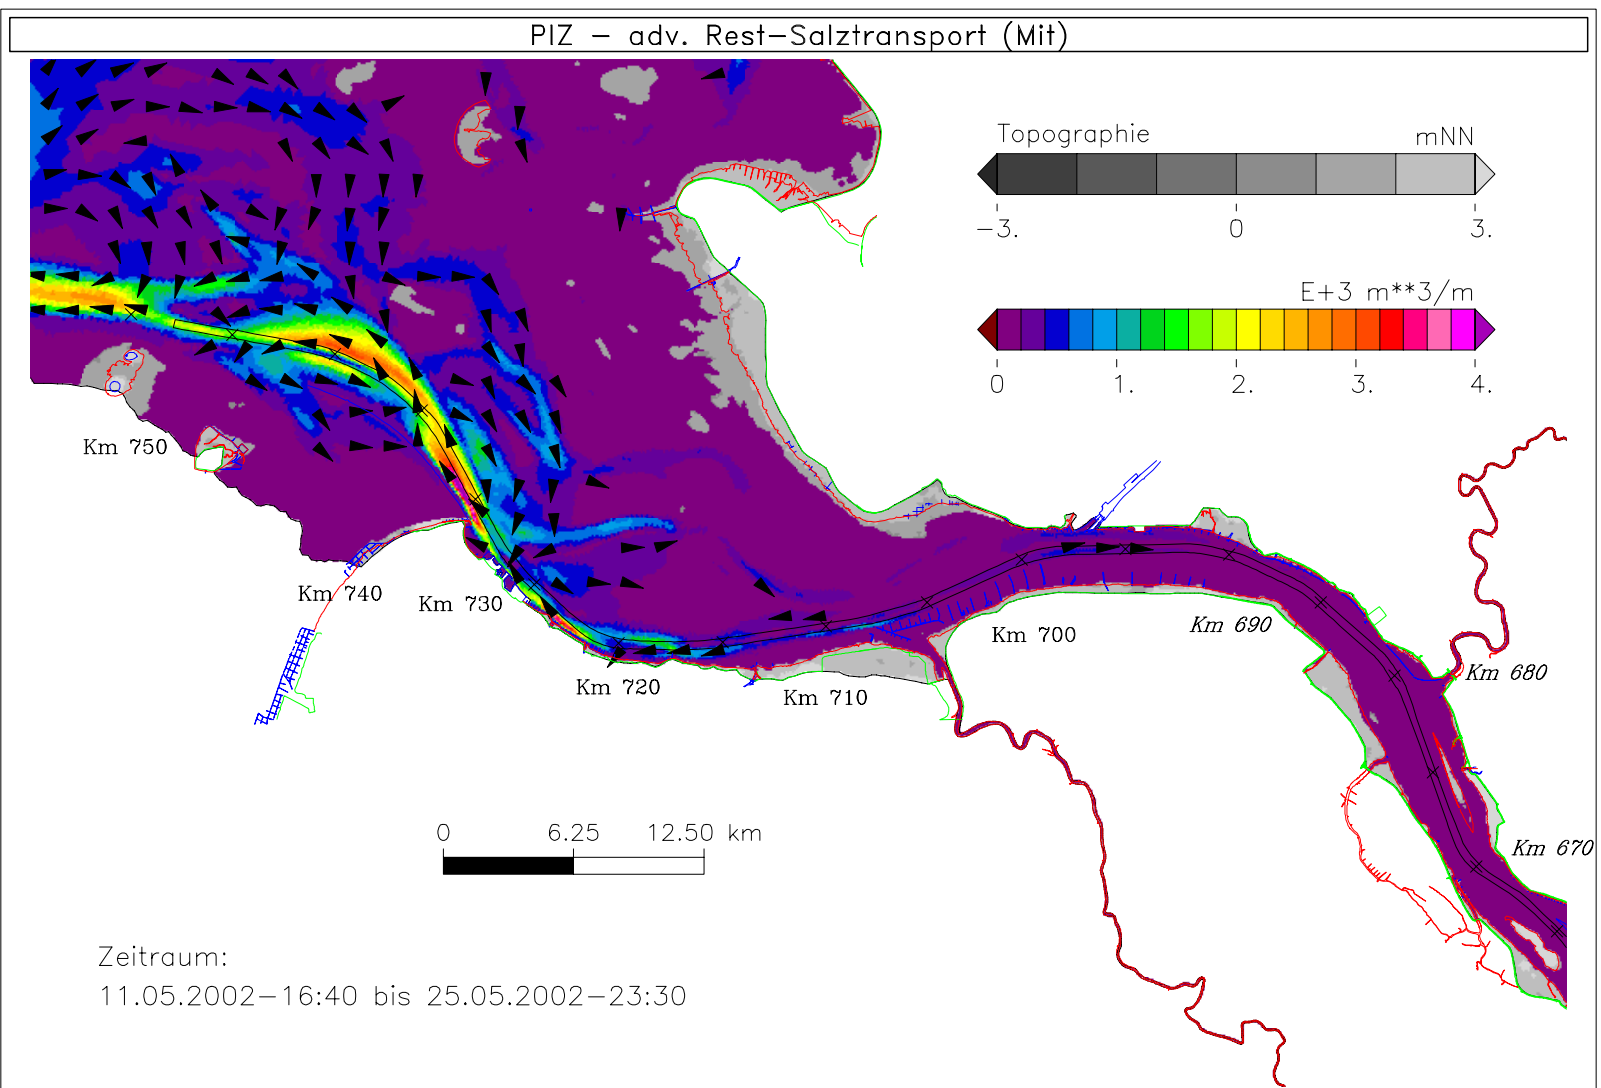 PIZ - adv. Rest-Salztransport (Mit)
Topographie mNN
-3. 0 3.
E+3 m**3/m
0 1. 2. 3. 4.
Km 750
Km 740
Km 730
Km 720
Km 710
Km 700
Km 690
Km 680
Km 670
0 6.25 12.50 km
Zeitraum:
11.05.2002-16:40 bis 25.05.2002-23:30